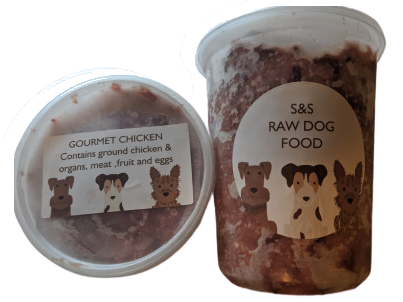 GOURMET CHICKEN
Contains ground chicken &
organs, meat ,fruit and eggs
S&S
RAW DOG
FOOD